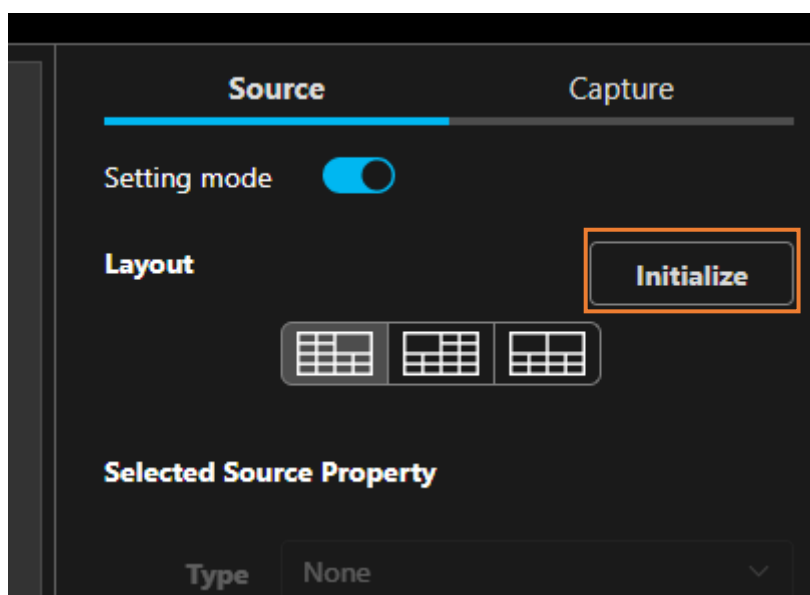 Source Capture
Setting mode
Layout
Initialize
Selected Source Property
Type None